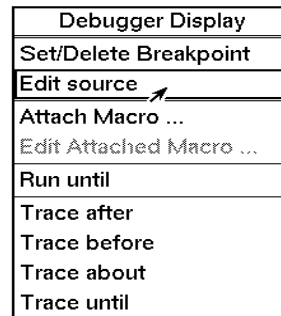 Debugger Display
Set/Delete Breakpoint
Edit source
Attach Macro ...
Edit Attached Macro ...
Run until
Trace after
Trace before
Trace about
Trace until